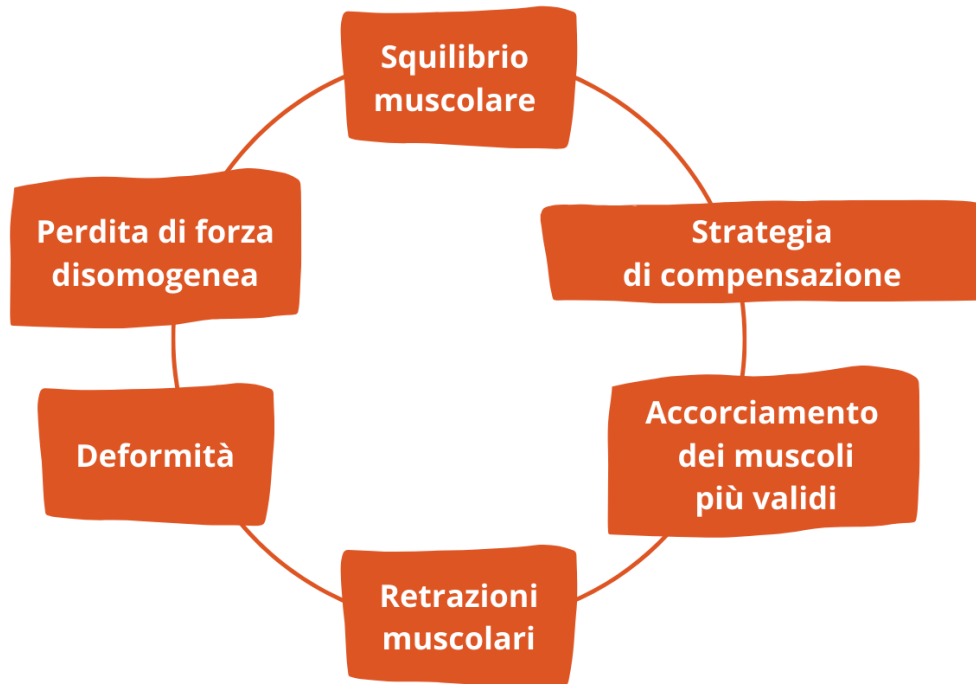 Squilibrio
muscolare
Strategia
di compensazione
Accorciamento
dei muscoli
più validi
Retrazioni
muscolari
Deformità
Perdita di forza
disomogenea